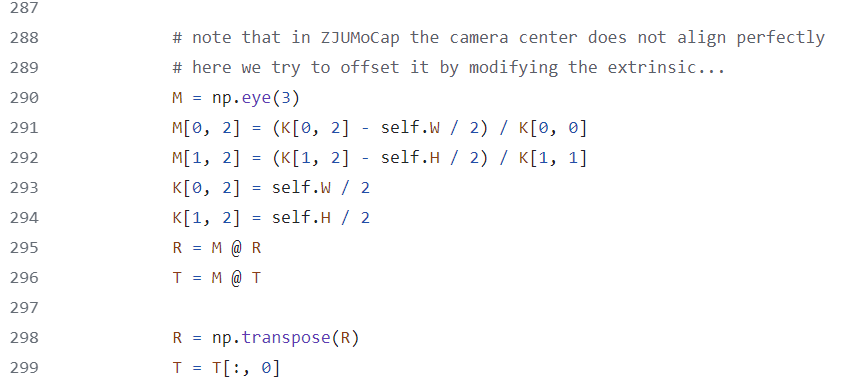 287
288 # note that in ZJUMoCap the camera center does not align perfectly
289 # here we try to offset it by modifying the extrinsic...
290 M = np.eye(3)
291 M[0, 2] = (K[0, 2] - self.W / 2) / K[0, 0]
292 M[1, 2] = (K[1, 2] - self.H / 2) / K[1, 1]
293 K[0, 2] = self.W / 2
294 K[1, 2] = self.H / 2
295 R = M @ R
296 T = M @ T
297
298 R = np.transpose(R)
299 T = T[:, 0]